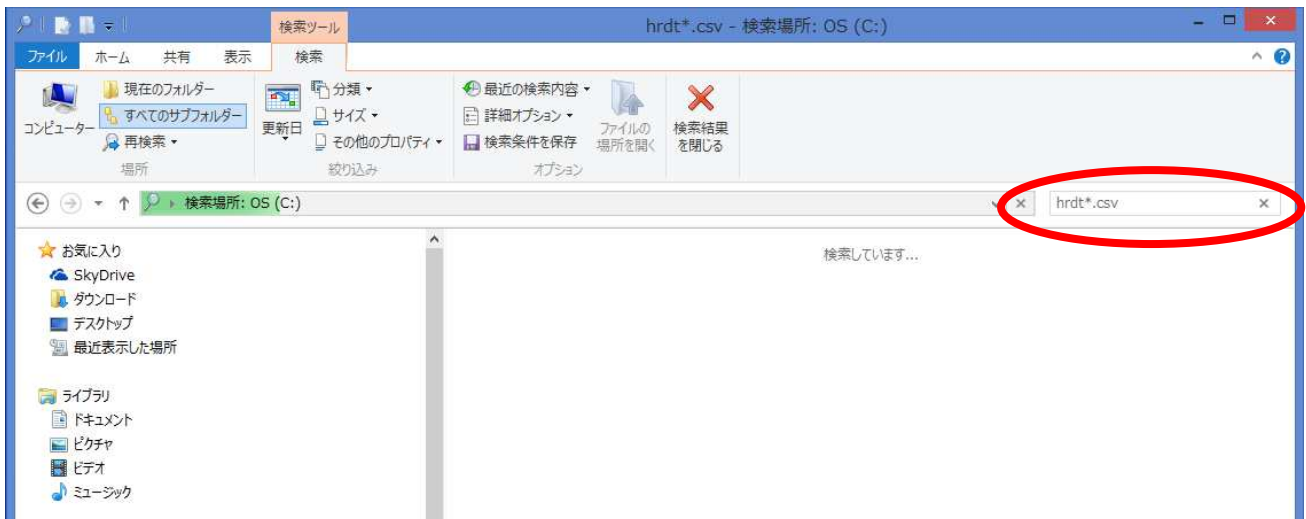 検索ツール hrdt*.csv - 検索場所: OS (C:)
ファイル ホーム 共有 表示 検索
コンピューター
現在のフォルダー
すべてのサブフォルダー
再検索
場所
更新日
分類
サイズ
その他のプロパティ
絞り込み
最近の検索内容
詳細オプション
検索条件を保存
ファイルの
場所を開く
オプション
検索結果
を閉じる
検索場所: OS (C:) hrdt*.csv
お気に入り
SkyDrive
ダウンロード
デスクトップ
最近表示した場所
ライブラリ
ドキュメント
ピクチャ
ビデオ
ミュージック
検索しています...